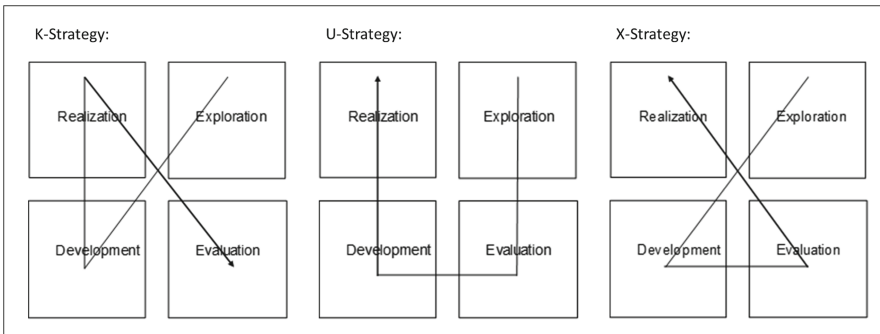 K-Strategy:
U-Strategy:
X-Strategy:
Realization
Exploration
Realization
Exploration
Realization
Exploration
Development
Evaluation
Development
Evaluation
Development
Evaluation